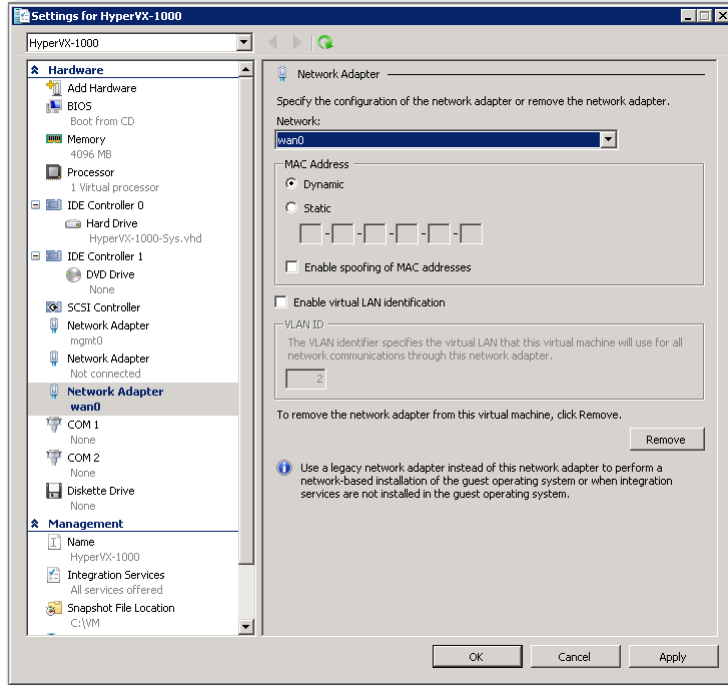 Settings for HyperVX-1000
HyperVX-1000
Hardware
Add Hardware
BIOS
Boot from CD
Memory
4096 MB
Processor
1 Virtual processor
IDE Controller 0
Hard Drive
HyperVX-1000-Sys.vhd
IDE Controller 1
DVD Drive
None
SCSI Controller
Network Adapter
mgmt0
Network Adapter
Not connected
Network Adapter
wan0
COM 1
None
COM 2
None
Diskette Drive
None
Management
Name
HyperVX-1000
Integration Services
All services offered
Snapshot File Location
C:\VM
Network Adapter
Specify the configuration of the network adapter or remove the network adapter.
Network:
wan0
MAC Address
Dynamic
Static
- - - - -
Enable spoofing of MAC addresses
Enable virtual LAN identification
VLAN ID
The VLAN identifier specifies the virtual LAN that this virtual machine will use for all
network communications through this network adapter.
2
To remove the network adapter from this virtual machine, click Remove.
Remove
Use a legacy network adapter instead of this network adapter to perform a
network-based installation of the guest operating system or when integration
services are not installed in the guest operating system.
OK
Cancel
Apply